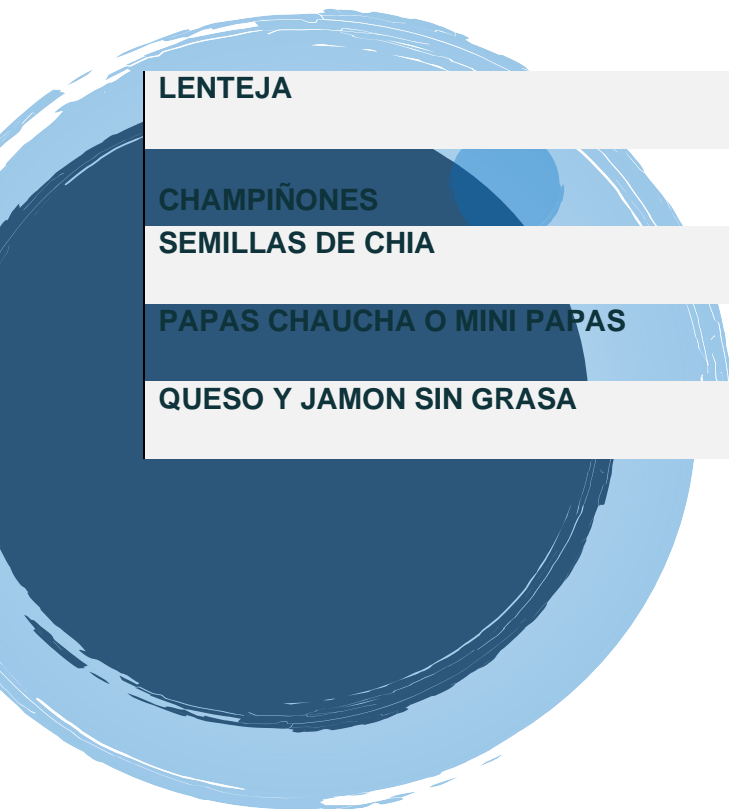 LENTEJA
CHAMPIÑONES
SEMILLAS DE CHIA
PAPAS CHAUCHA O MINI PAPAS
QUESO Y JAMON SIN GRASA